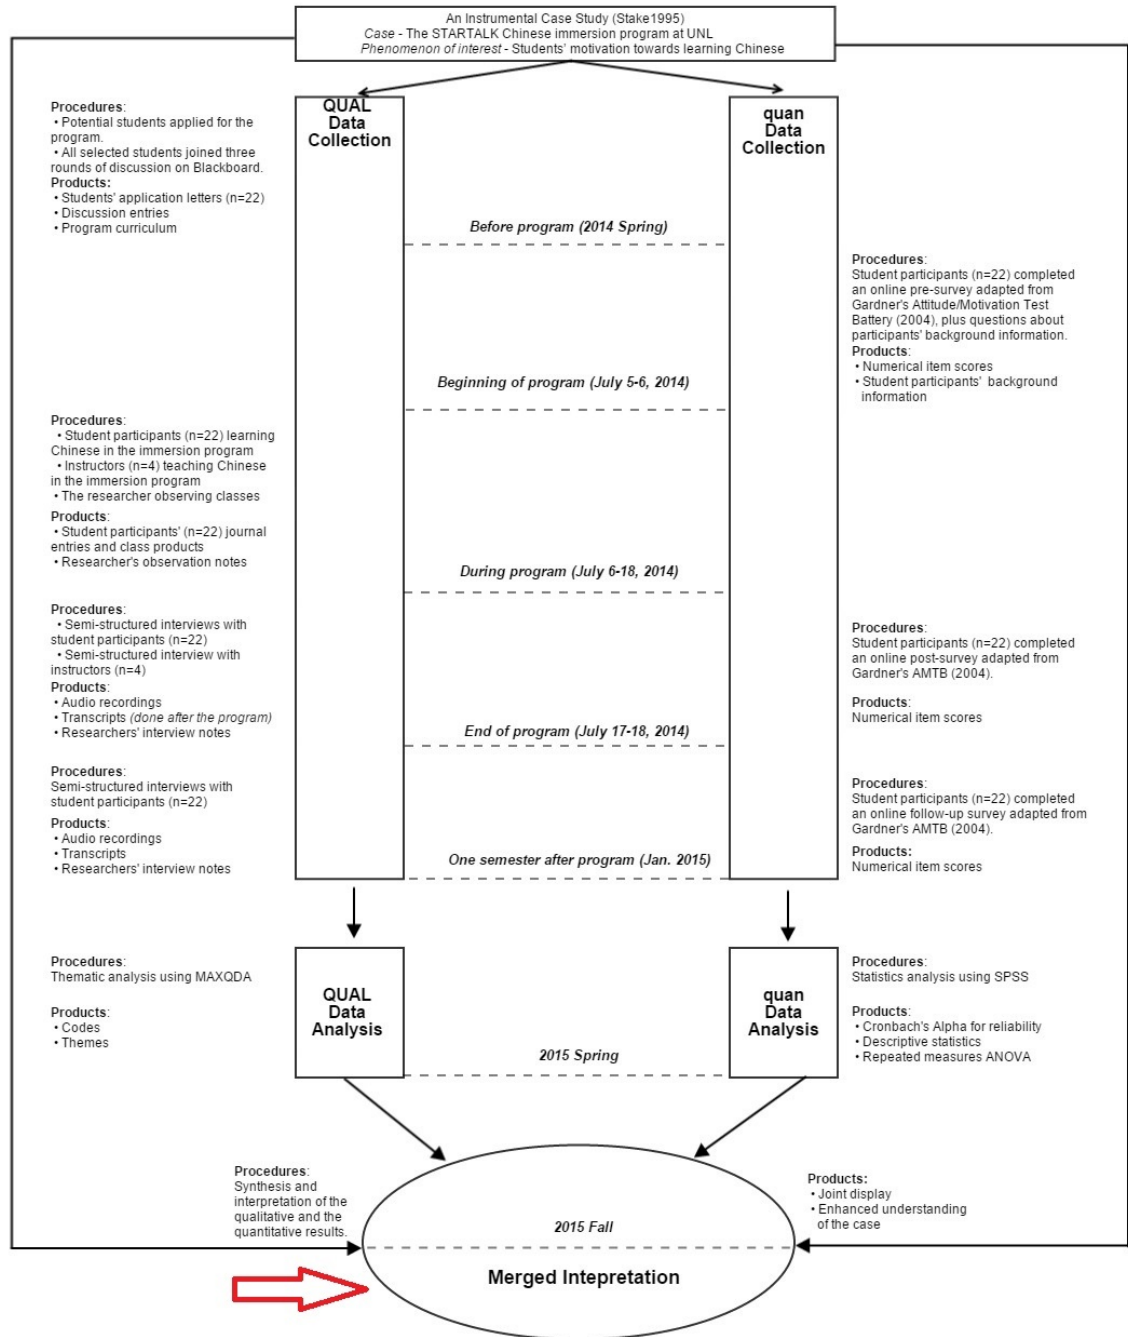 An Instrumental Case Study (Stake1995)
Case - The STARTALK Chinese immersion program at UNL
Phenomenon of interest - Students' motivation towards learning Chinese
QUAL
Data
Collection
quan
Data
Collection
Procedures:
• Potential students applied for the
program.
• All selected students joined three
rounds of discussion on Blackboard.
Products:
• Students' application letters (n=22)
• Discussion entries
• Program curriculum
Before program (2014 Spring)
Procedures:
Student participants (n=22) completed
an online pre-survey adapted from
Gardner's Attitude/Motivation Test
Battery (2004), plus questions about
participants' background information.
Products:
• Numerical item scores
• Student participants' background
information
Beginning of program (July 5-6, 2014)
Procedures:
• Student participants (n=22) learning
Chinese in the immersion program
• Instructors (n=4) teaching Chinese
in the immersion program
• The researcher observing classes
Products:
• Student participants' (n=22) journal
entries and class products
• Researcher's observation notes
During program (July 6-18, 2014)
Procedures:
• Semi-structured interviews with
student participants (n=22)
• Semi-structured interview with
instructors (n=4)
Products:
• Audio recordings
• Transcripts (done after the program)
• Researchers' interview notes
Procedures:
Student participants (n=22) completed
an online post-survey adapted from
Gardner's AMTB (2004).
Products:
Numerical item scores
End of program (July 17-18, 2014)
Procedures:
Semi-structured interviews with
student participants (n=22)
Products:
• Audio recordings
• Transcripts
• Researchers' interview notes
Procedures:
Student participants (n=22) completed
an online follow-up survey adapted from
Gardner's AMTB (2004).
Products:
Numerical item scores
One semester after program (Jan. 2015)
Procedures:
Thematic analysis using MAXQDA
Products:
• Codes
• Themes
QUAL
Data
Analysis
quan
Data
Analysis
Procedures:
Statistics analysis using SPSS
Products:
• Cronbach's Alpha for reliability
• Descriptive statistics
• Repeated measures ANOVA
2015 Spring
Procedures:
Synthesis and
interpretation of the
qualitative and the
quantitative results.
Products:
• Joint display
• Enhanced understanding
of the case
2015 Fall
Merged Intepretation